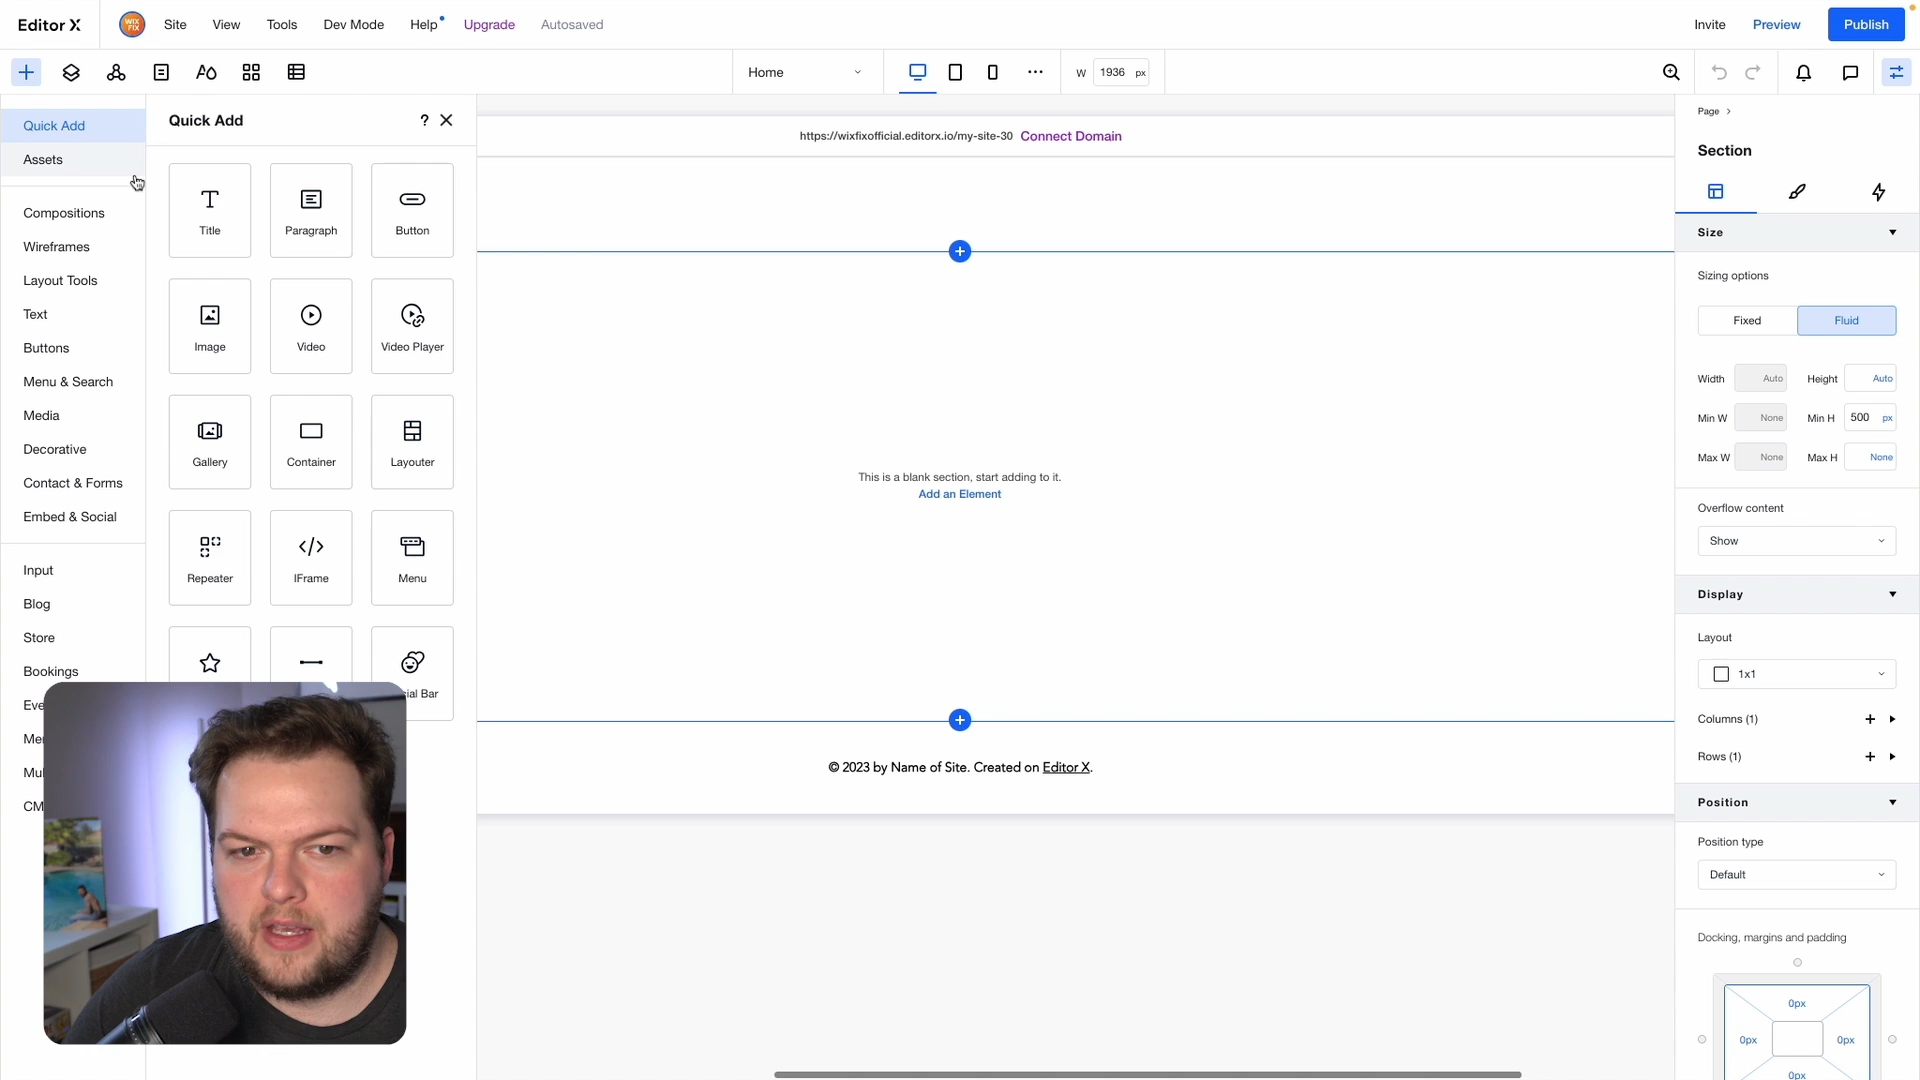 Editor X
WIX
FIX
Site
View
Tools
Dev Mode
Help
Upgrade
Autosaved
Invite
Preview
Publish
Home
W
1936
px
Quick Add
Assets
Compositions
Wireframes
Layout Tools
Text
Buttons
Menu & Search
Media
Decorative
Contact & Forms
Embed & Social
Input
Blog
Store
Bookings
Quick Add
?
Title
Paragraph
Button
Image
Video
Video Player
Gallery
Container
Layouter
Repeater
IFrame
Menu
Bar
https://wixfixofficial.editorx.io/my-site-30 Connect Domain
This is a blank section, start adding to it.
Add an Element
© 2023 by Name of Site. Created on Editor X.
Page >
Section
Size
Sizing options
Fixed
Fluid
Width
Auto
Height
Auto
Min W
None
Min H
500
px
Max W
None
Max H
None
Overflow content
Show
Display
Layout
1x1
Columns (1)
Rows (1)
Position
Position type
Default
Docking, margins and padding
0px
0px
0px
0px